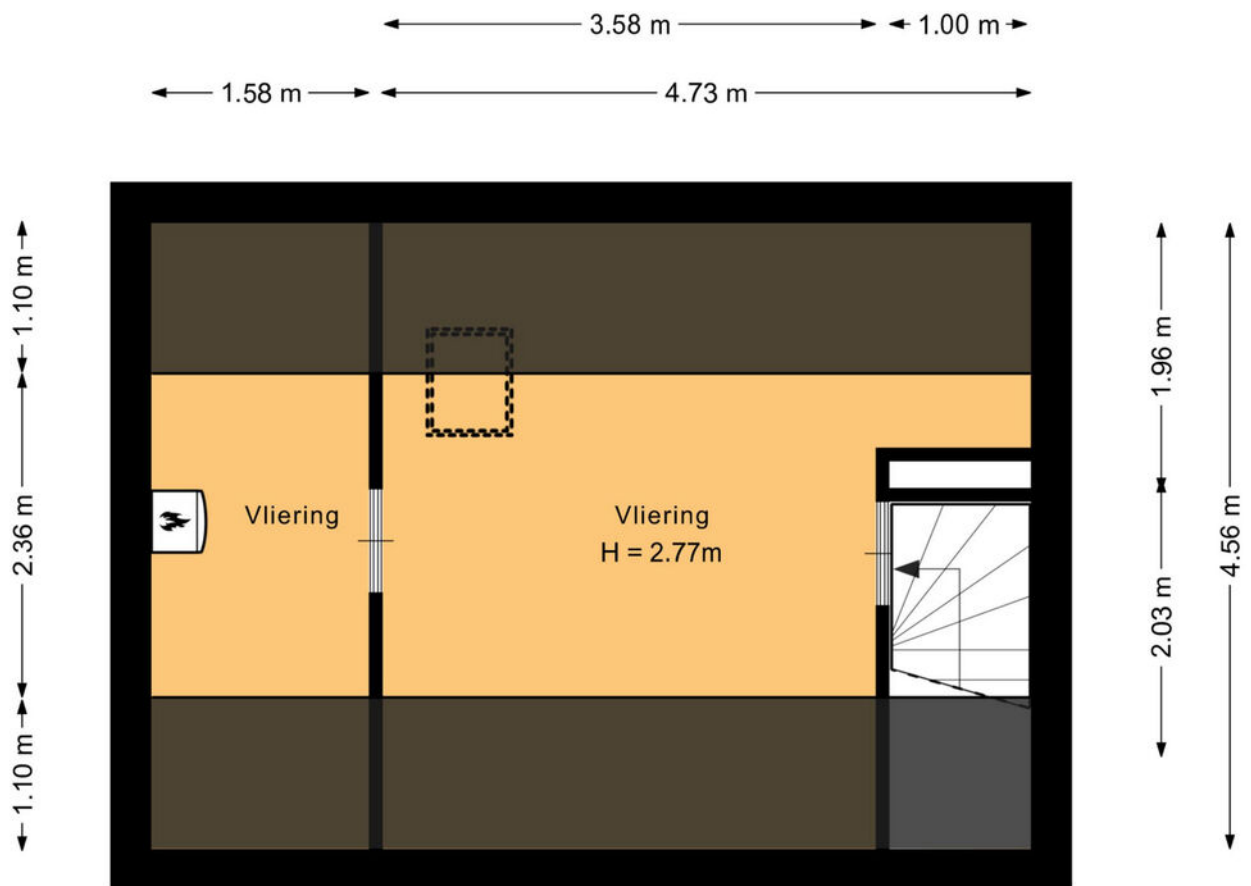 3.58 m
1.00 m
1.58 m
4.73 m
1.10 m
2.36 m
1.10 m
Vliering
Vliering
H = 2.77m
1.96 m
2.03 m
4.56 m